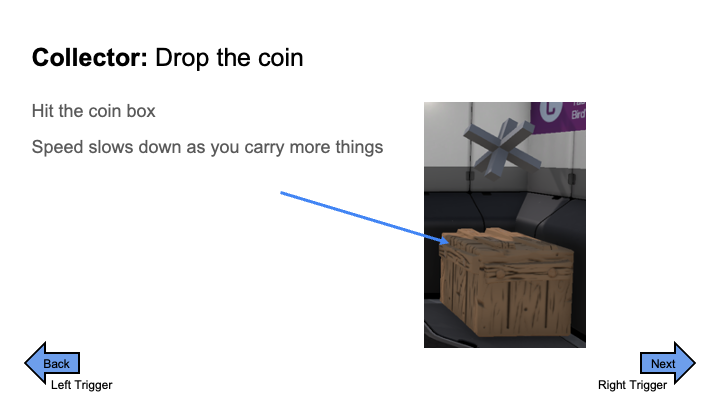 Collector: Drop the coin
Hit the coin box
Speed slows down as you carry more things
Bird
Back
Left Trigger
Next
Right Trigger